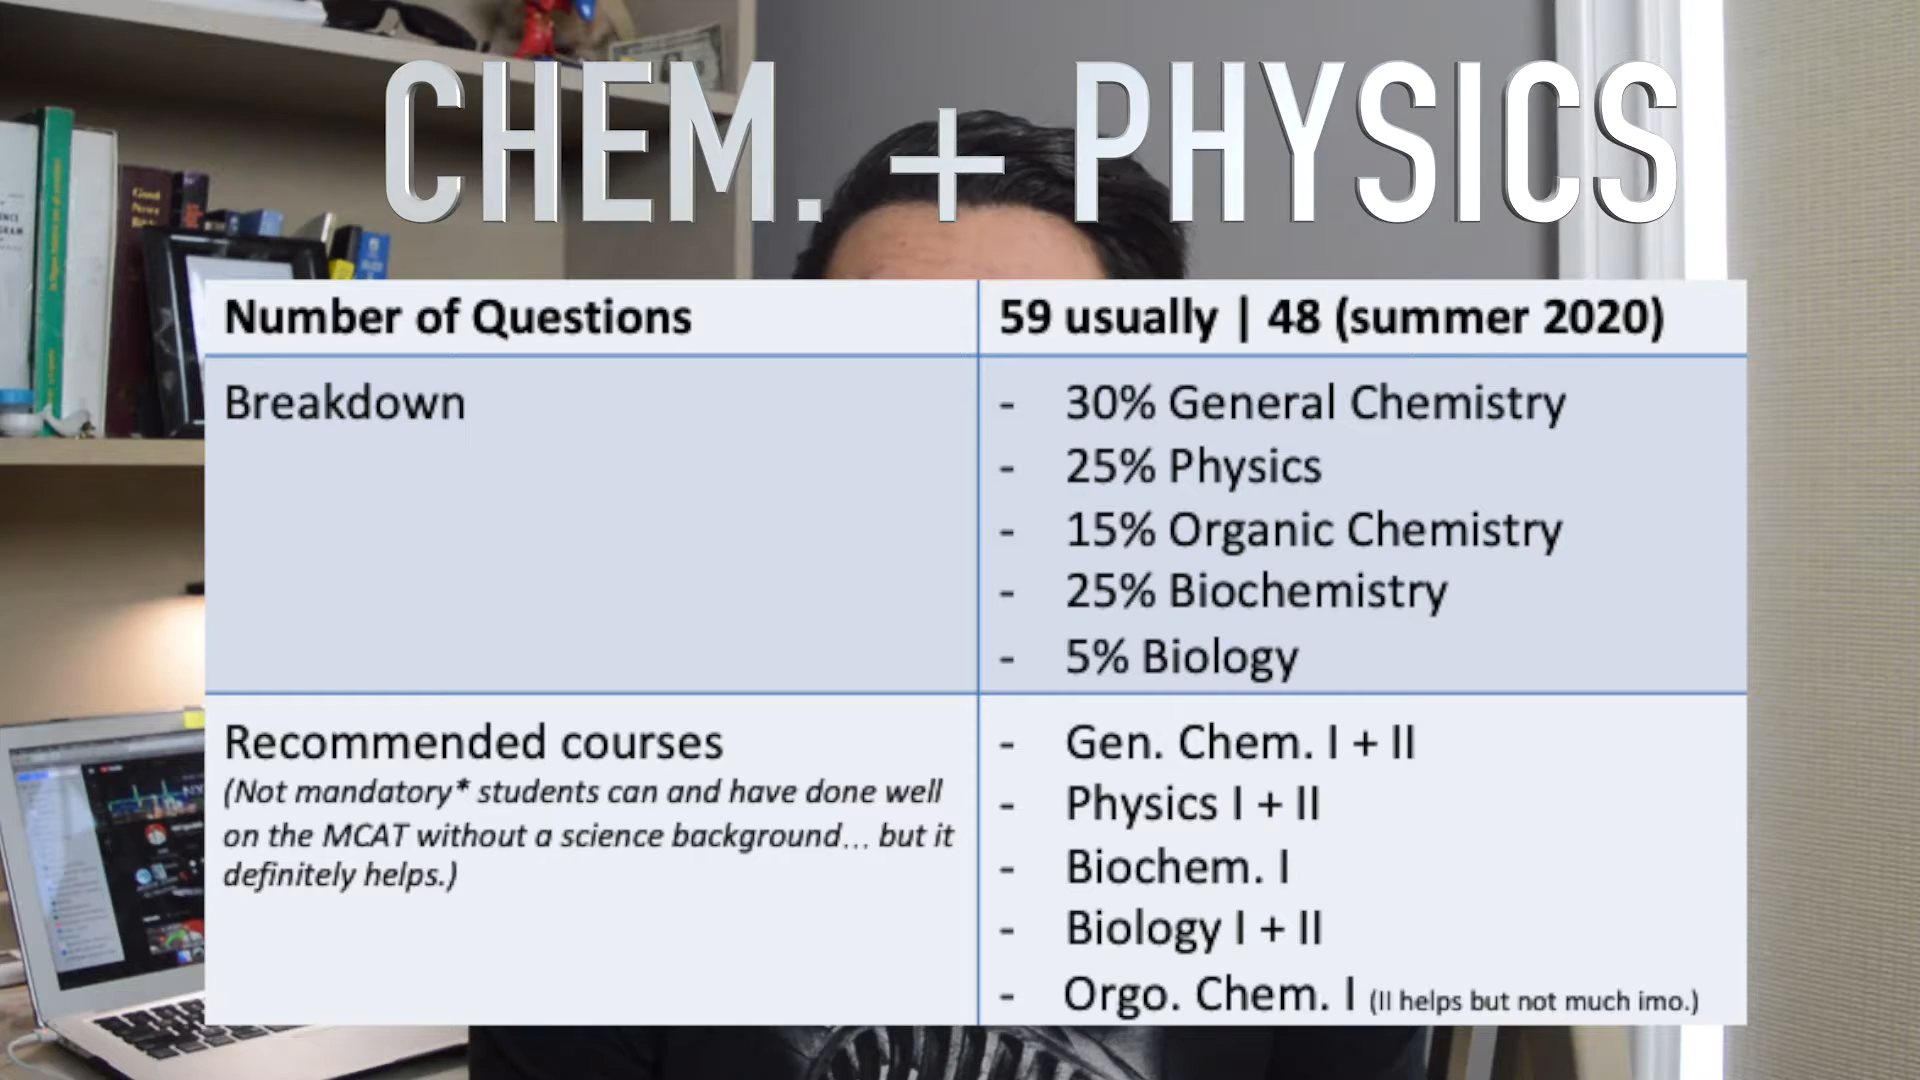 CHEM. + PHYSICS
Number of Questions
59 usually | 48 (summer 2020)
Breakdown
- 30% General Chemistry
- 25% Physics
- 15% Organic Chemistry
- 25% Biochemistry
- 5% Biology
Recommended courses
(Not mandatory* students can and have done well
on the MCAT without a science background... but it
definitely helps.)
- Gen. Chem. I + II
- Physics I + II
- Biochem. I
- Biology I + II
- Orgo. Chem. I (II helps but not much imo.)
Good
News